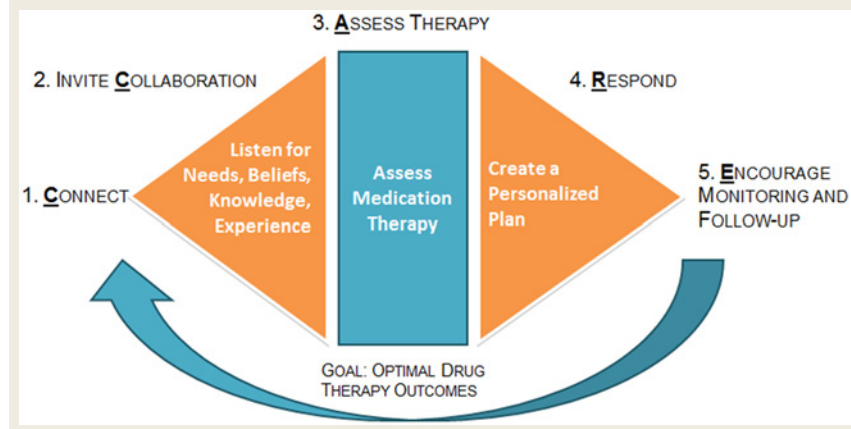 3. ASSESS THERAPY
2. INVITE COLLABORATION
4. RESPOND
1. CONNECT
Listen for
Needs, Beliefs,
Knowledge,
Experience
Assess
Medication
Therapy
Create a
Personalized
Plan
5. ENCOURAGE
MONITORING AND
FOLLOW-UP
GOAL: OPTIMAL DRUG
THERAPY OUTCOMES